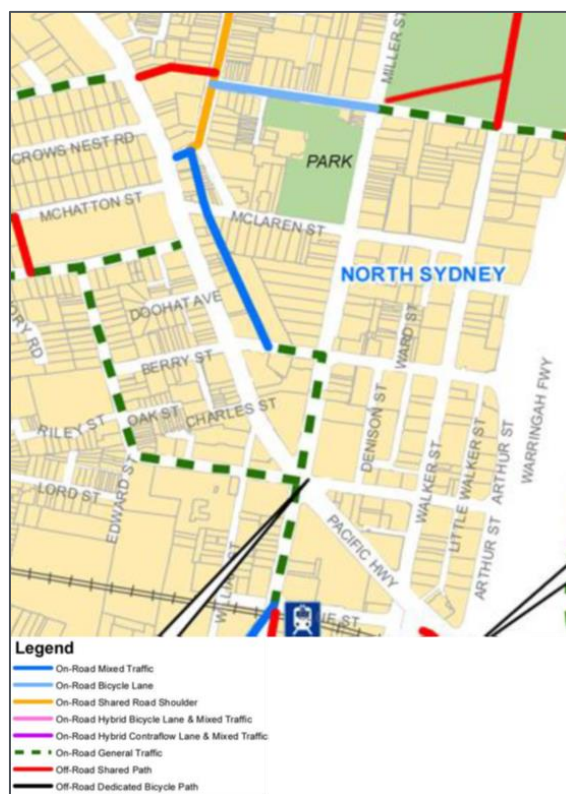 MILLER ST
CROWS NEST RD
PARK
MCHATTON ST
MCLAREN ST
NORTH SYDNEY
DOOHAT AVE
WARD ST
BERRY ST
OAK ST
CHARLES ST
RILEY ST
DENISON ST
WALKER ST
LITTLE WALKER ST
ARTHUR ST
WARRINGAH FWY
LORD ST
EDWARD ST
PACIFIC HWY
ARTHUR ST
Legend
On-Road Mixed Traffic
On-Road Bicycle Lane
On-Road Shared Road Shoulder
On-Road Hybrid Bicycle Lane & Mixed Traffic
On-Road Hybrid Contraflow Lane & Mixed Traffic
On-Road General Traffic
Off-Road Shared Path
Off-Road Dedicated Bicycle Path